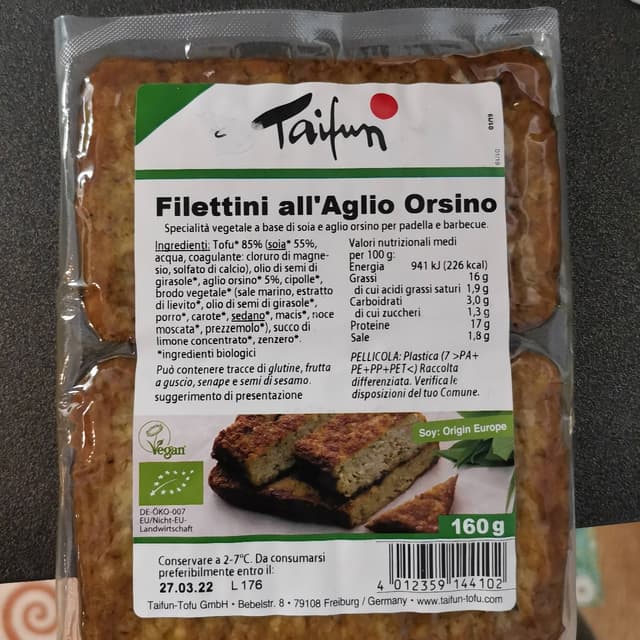 Taifun
01/19
01/19
Filettini all'Aglio Orsino
Specialità vegetale a base di soia e aglio orsino per padella e barbecue.
Ingredienti: Tofu* 85% (soia* 55%,
acqua, coagulante: cloruro di magne-
sio, solfato di calcio), olio di semi di
girasole*, aglio orsino* 5%, cipolle*,
brodo vegetale* (sale marino, estratto
di lievito*, olio di semi di girasole*,
porro*, carote*, sedano*, macis*, noce
moscata*, prezzemolo*), succo di
limone concentrato*, zenzero*.
*ingredienti biologici
Può contenere tracce di glutine, frutta
a guscio, senape e semi di sesamo.
suggerimento di presentazione
Valori nutrizionali medi
per 100 g:
Energia 941 kJ (226 kcal)
Grassi 16 g
di cui acidi grassi saturi 1,9 g
Carboidrati 3,0 g
di cui zuccheri 1,3 g
Proteine 17 g
Sale 1,8 g
PELLICOLA: Plastica (7 >PA+
PE+PP+PET<) Raccolta
differenziata. Verifica le
disposizioni del tuo Comune.
Vegan
Soy: Origin Europe
DE-ÖKO-007
EU/Nicht-EU-
Landwirtschaft
160 g
Conservare a 2-7°C. Da consumarsi
preferibilmente entro il:
27.03.22 L 176
4 012359 144102
Taifun-Tofu GmbH • Bebelstr. 8 • 79108 Freiburg / Germany • www.taifun-tofu.com